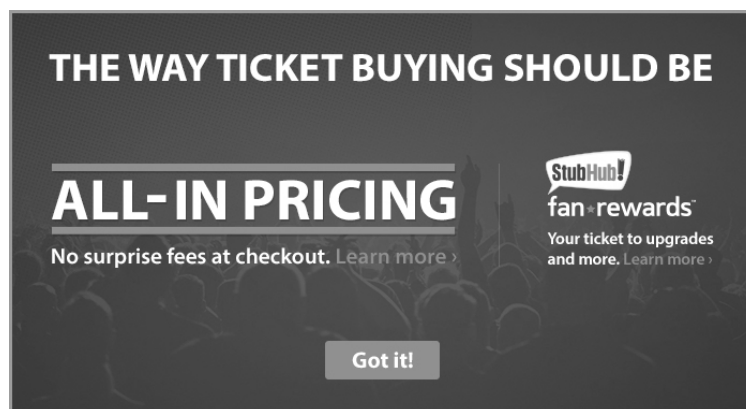 THE WAY TICKET BUYING SHOULD BE
ALL-IN PRICING
No surprise fees at checkout. Learn more ›
StubHub!
fan★rewards™
Your ticket to upgrades
and more. Learn more ›
Got it!